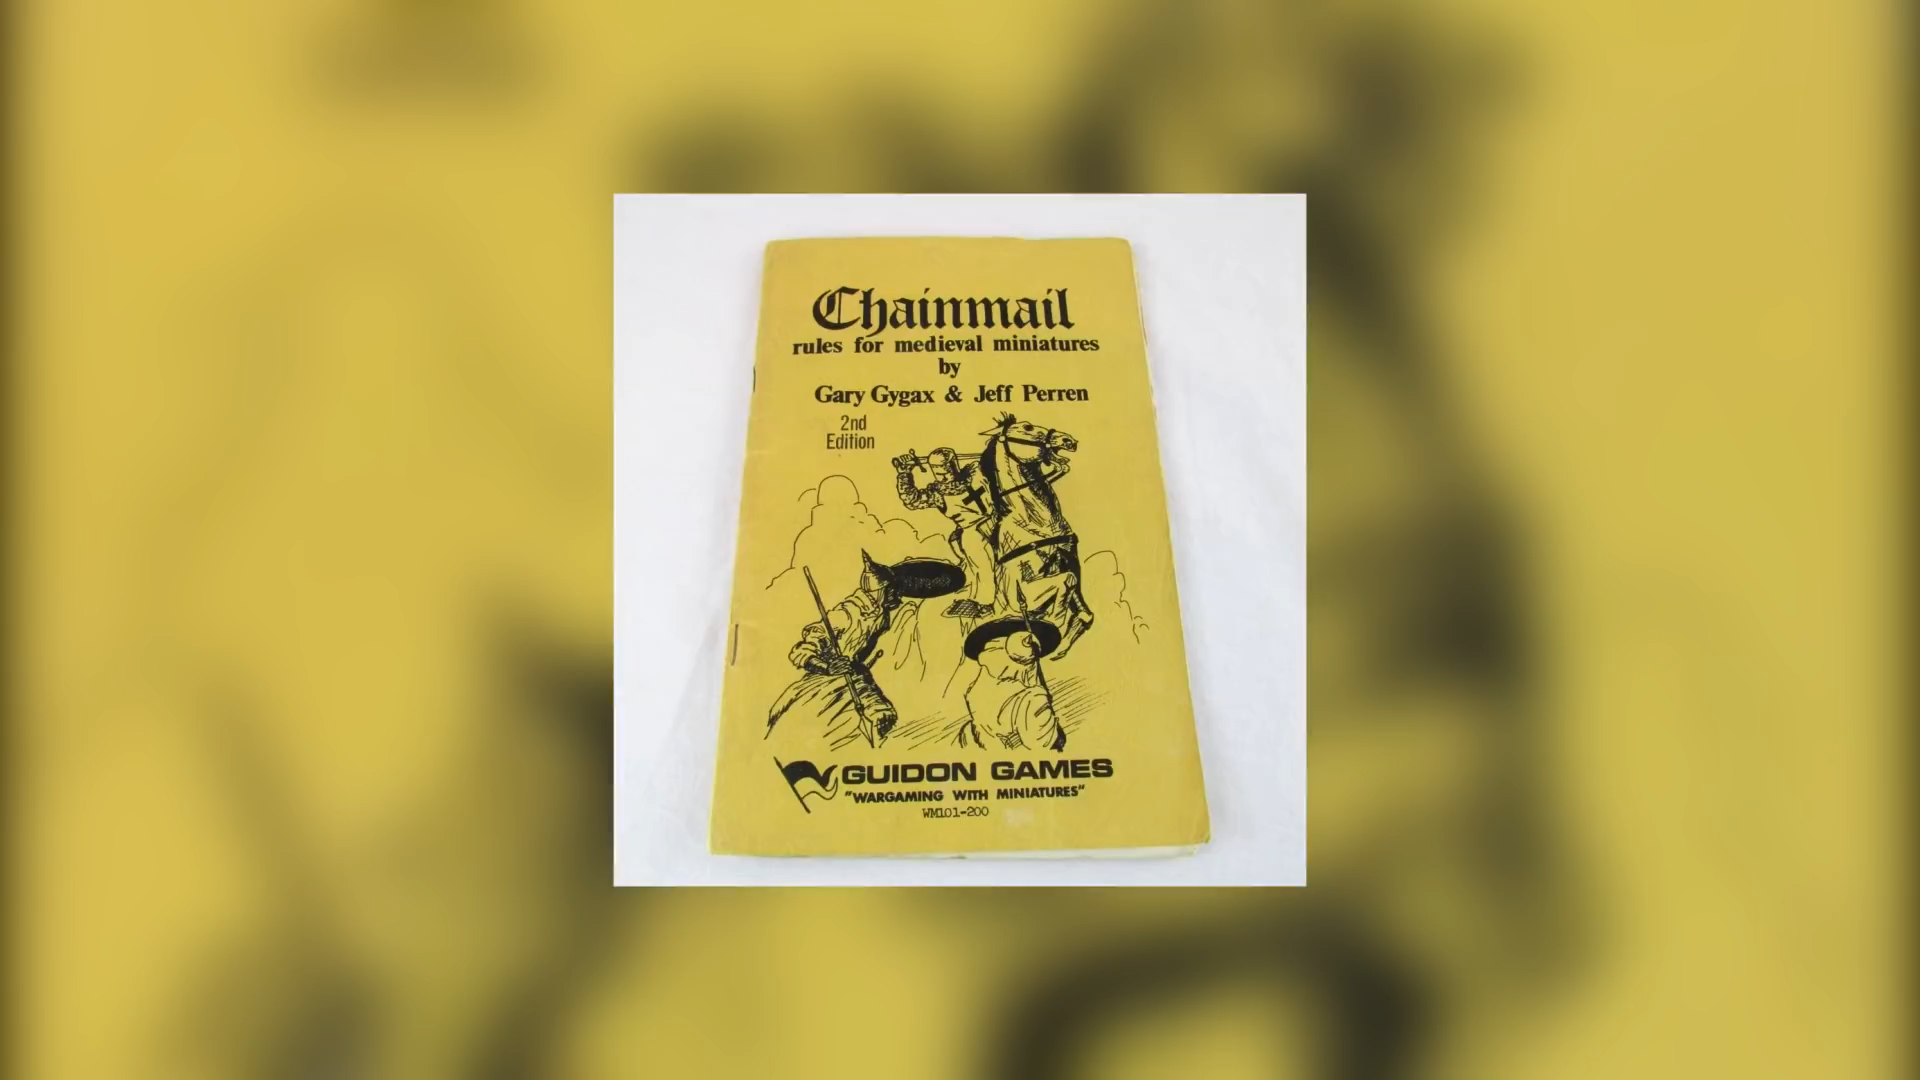 Chainmail
rules for medieval miniatures
by
Gary Gygax & Jeff Perren
2nd
Edition
GUIDON GAMES
"WARGAMING WITH MINIATURES"
WM101-200